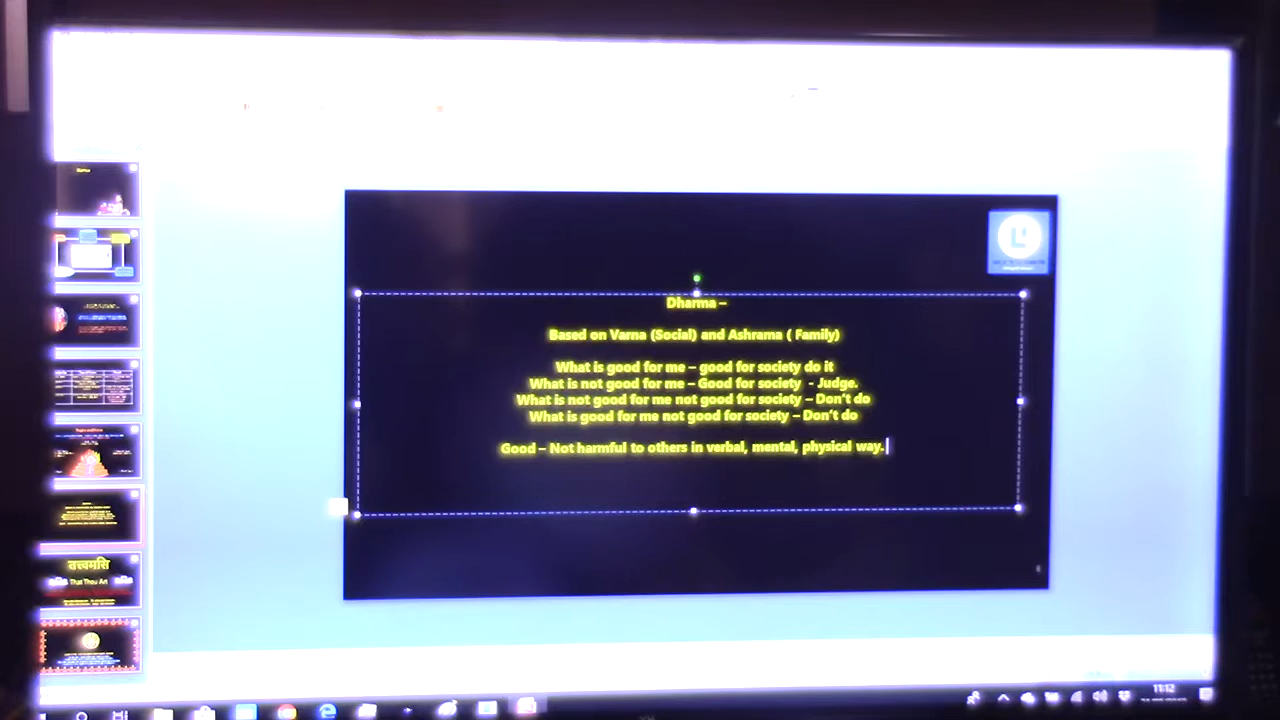 Dharma –
Based on Varna (Social) and Ashrama ( Family)
What is good for me – good for society do it
What is not good for me – Good for society - Judge.
What is not good for me not good for society – Don't do
What is good for me not good for society – Don't do
Good – Not harmful to others in verbal, mental, physical way.
तत्त्वमसि
That Thou Art
11:12